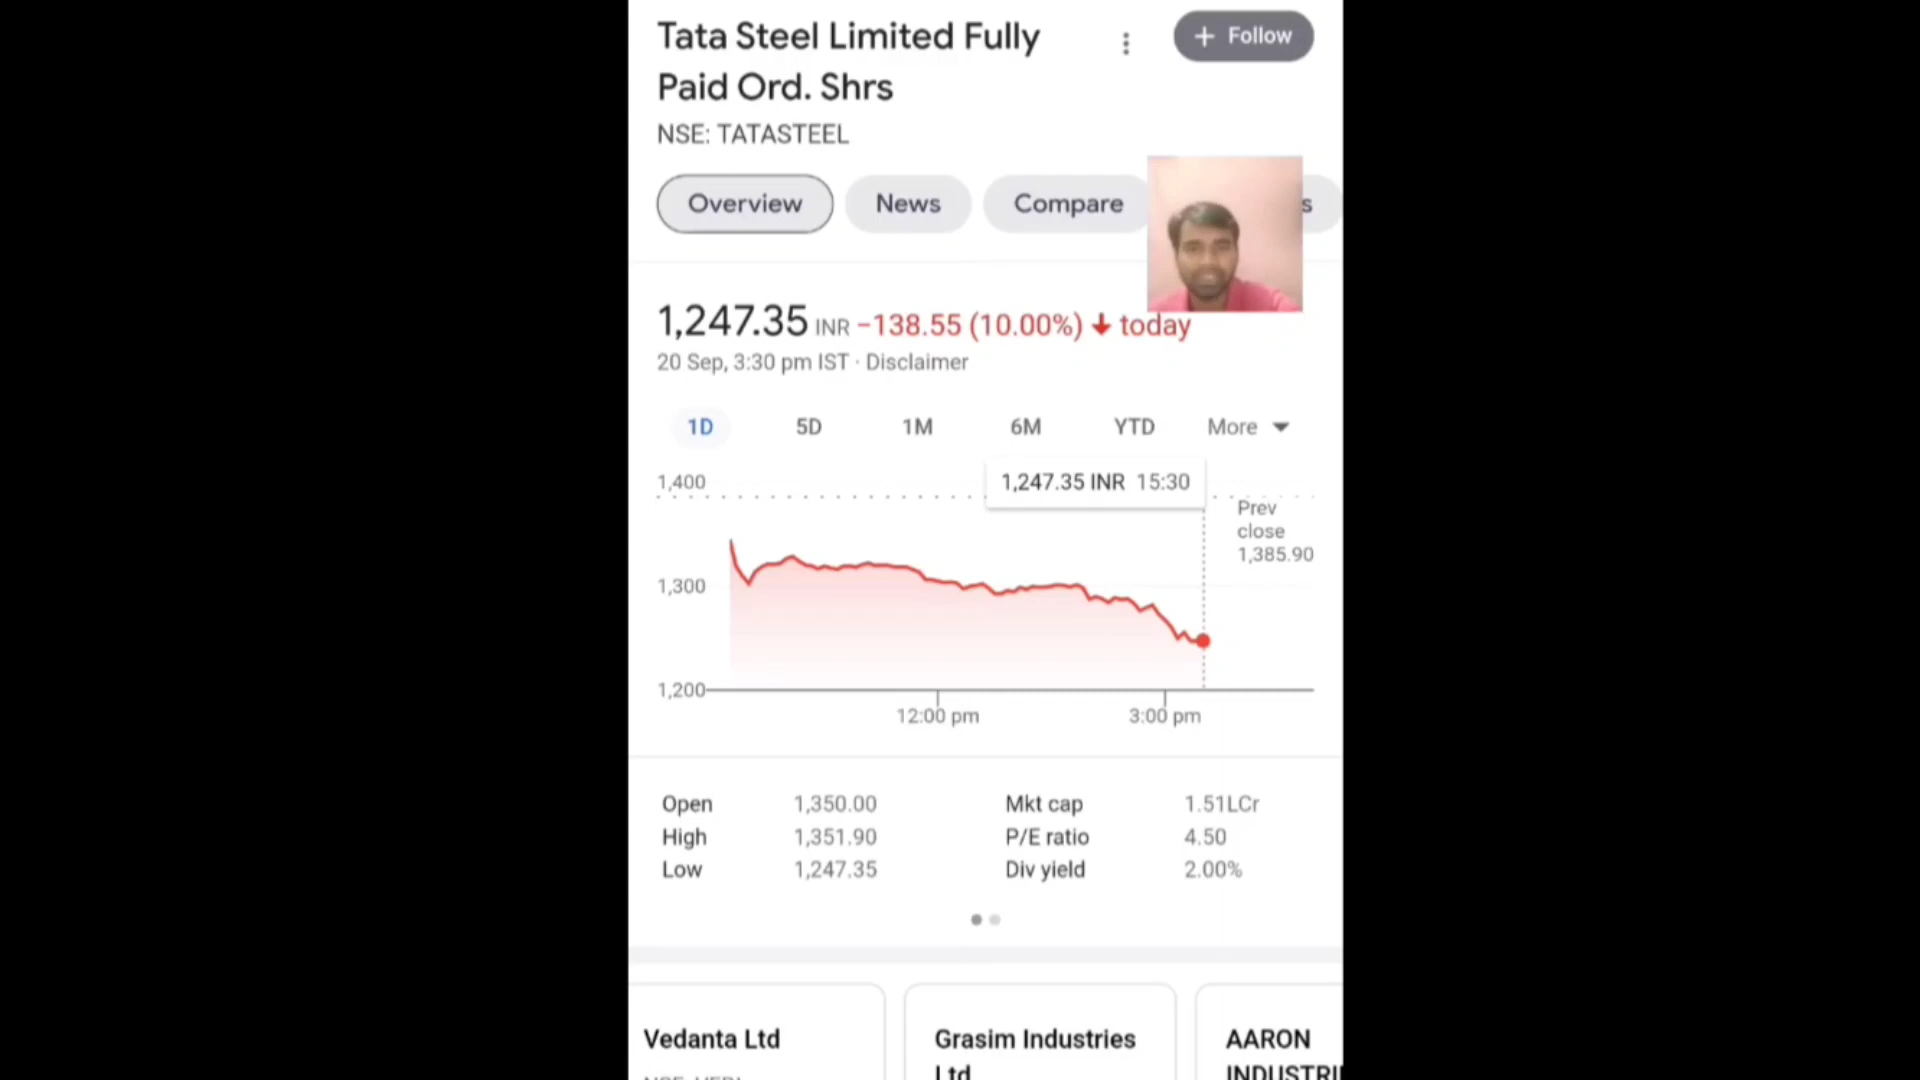 Tata Steel Limited Fully
Paid Ord. Shrs
+ Follow
NSE: TATASTEEL
Overview
News
Compare
s
1,247.35 INR −138.55 (10.00%) ↓ today
20 Sep, 3:30 pm IST · Disclaimer
1D 5D 1M 6M YTD More
1,247.35 INR 15:30
1,400
Prev
close
1,385.90
1,300
1,200
12:00 pm 3:00 pm
Open 1,350.00 Mkt cap 1.51LCr
High 1,351.90 P/E ratio 4.50
Low 1,247.35 Div yield 2.00%
Vedanta Ltd
Grasim Industries
Ltd
AARON